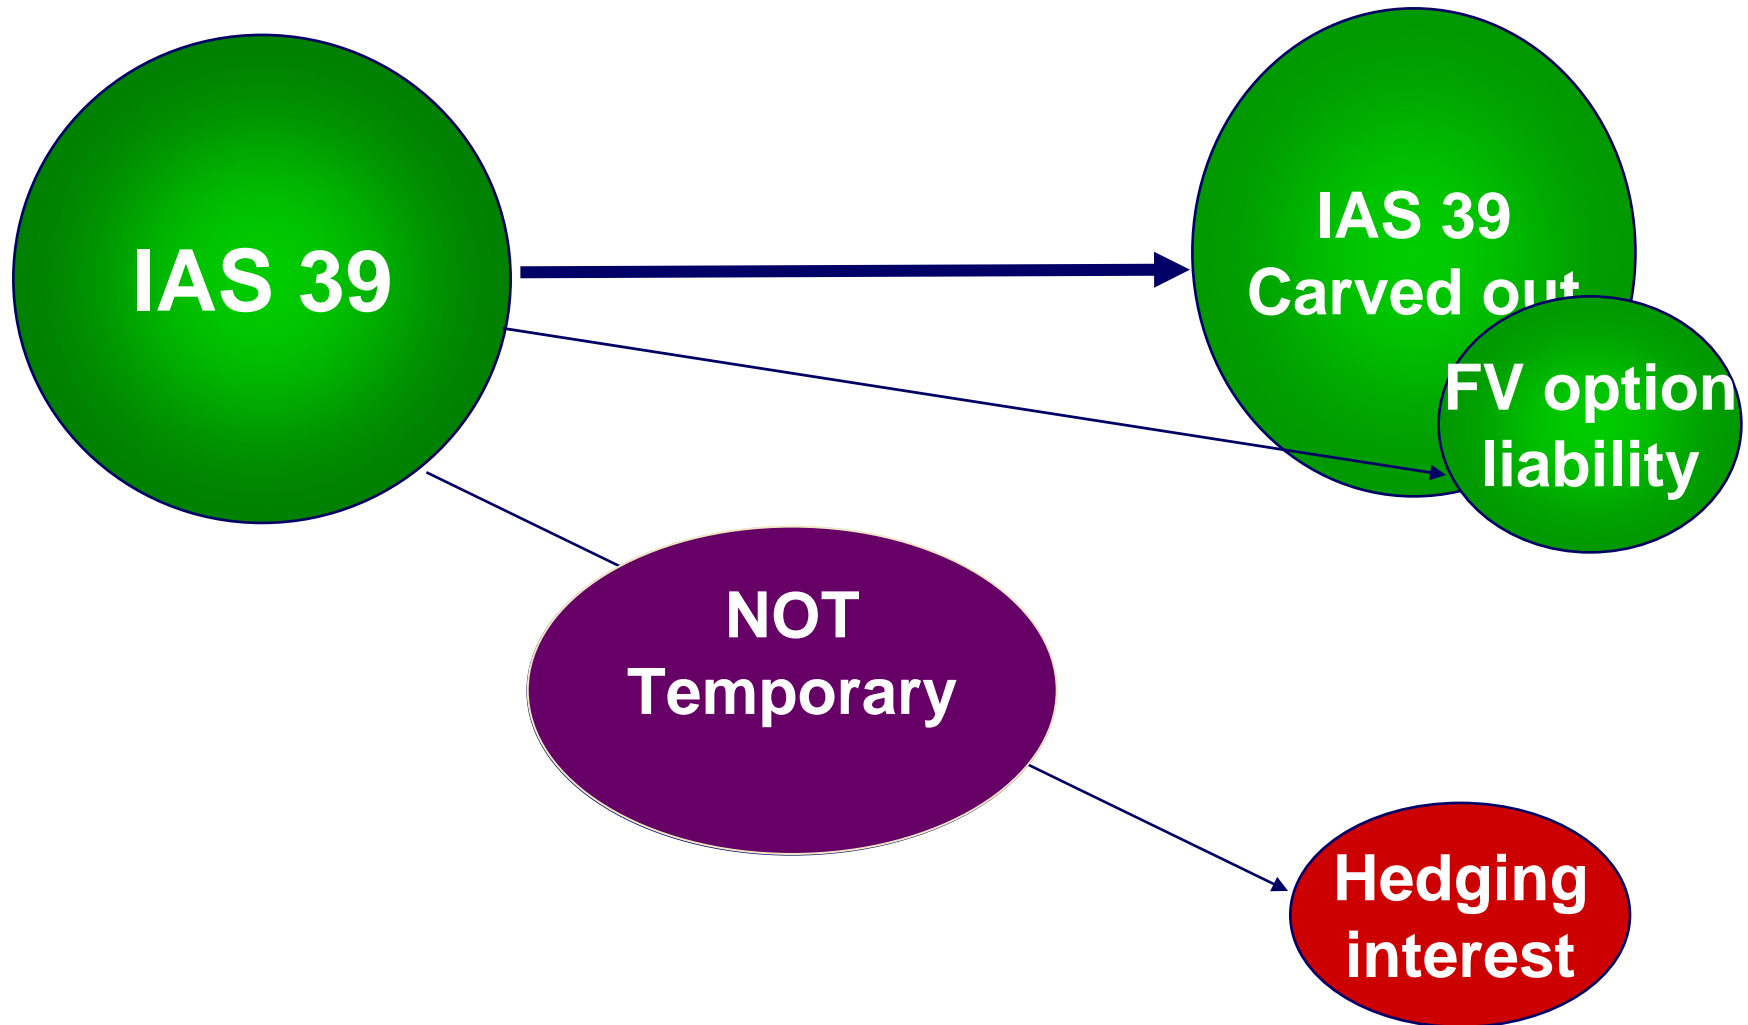 IAS 39
IAS 39
Carved out
FV option
liability
NOT
Temporary
Hedging
interest